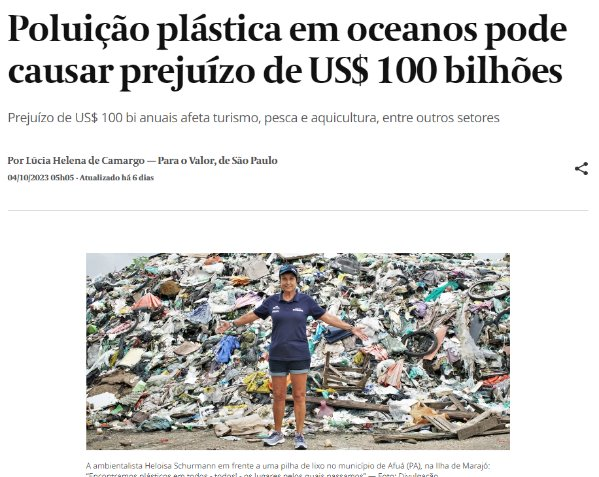 Poluição plástica em oceanos pode
causar prejuízo de US$ 100 bilhões
Prejuízo de US$ 100 bi anuais afeta turismo, pesca e aquicultura, entre outros setores
Por Lúcia Helena de Camargo — Para o Valor, de São Paulo
04/10/2023 05h05 · Atualizado há 6 dias
A ambientalista Heloisa Schurmann em frente a uma pilha de lixo no município de Afuá (PA), na Ilha de Marajó:
"Encontramos plásticos em todos - todos! - os lugares pelos quais passamos" — Foto: Divulgação